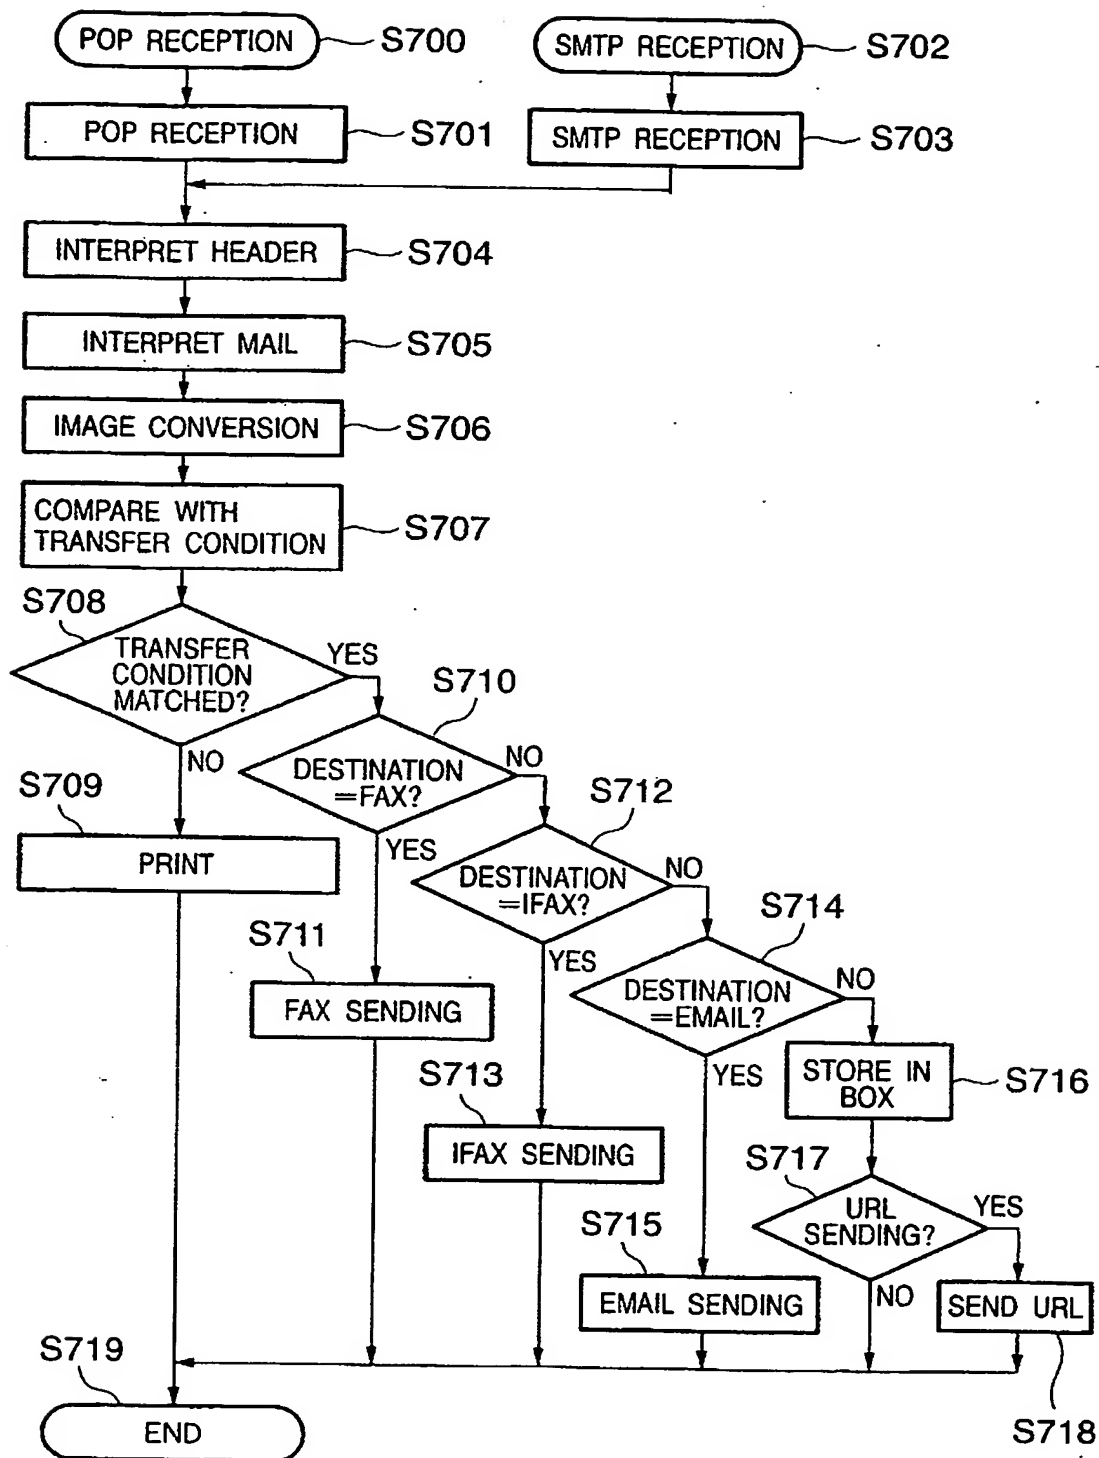 POP RECEPTION
S700
SMTP RECEPTION
S702
POP RECEPTION
S701
SMTP RECEPTION
S703
INTERPRET HEADER
S704
INTERPRET MAIL
S705
IMAGE CONVERSION
S706
COMPARE WITH
TRANSFER CONDITION
S707
S708
TRANSFER
CONDITION
MATCHED?
YES
NO
S710
DESTINATION
=FAX?
NO
YES
S709
PRINT
S712
DESTINATION
=IFAX?
NO
YES
S711
FAX SENDING
S714
DESTINATION
=EMAIL?
NO
YES
S713
IFAX SENDING
STORE IN
BOX
S716
S717
URL
SENDING?
YES
NO
S715
EMAIL SENDING
SEND URL
S718
S719
END